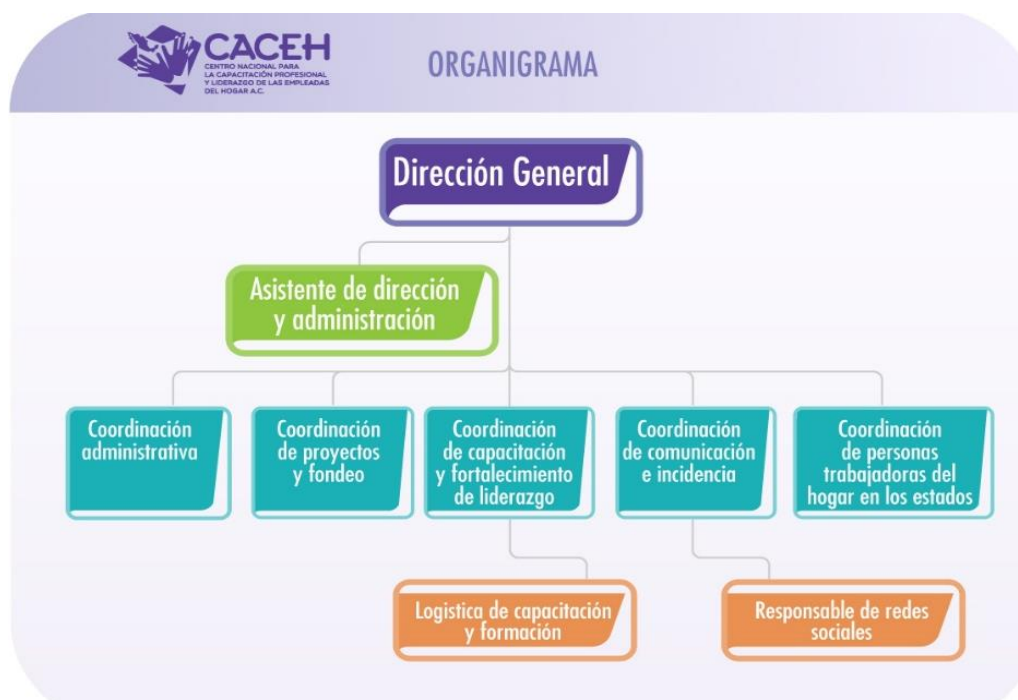 CACEH
CENTRO NACIONAL PARA
LA CAPACITACIÓN PROFESIONAL
Y LIDERAZGO DE LAS EMPLEADAS
DEL HOGAR A.C.
ORGANIGRAMA
Dirección General
Asistente de dirección
y administración
Coordinación
administrativa
Coordinación
de proyectos
y fondeo
Coordinación
de capacitación
y fortalecimiento
de liderazgo
Coordinación
de comunicación
e incidencia
Coordinación
de personas
trabajadoras del
hogar en los estados
Logistica de capacitación
y formación
Responsable de redes
sociales